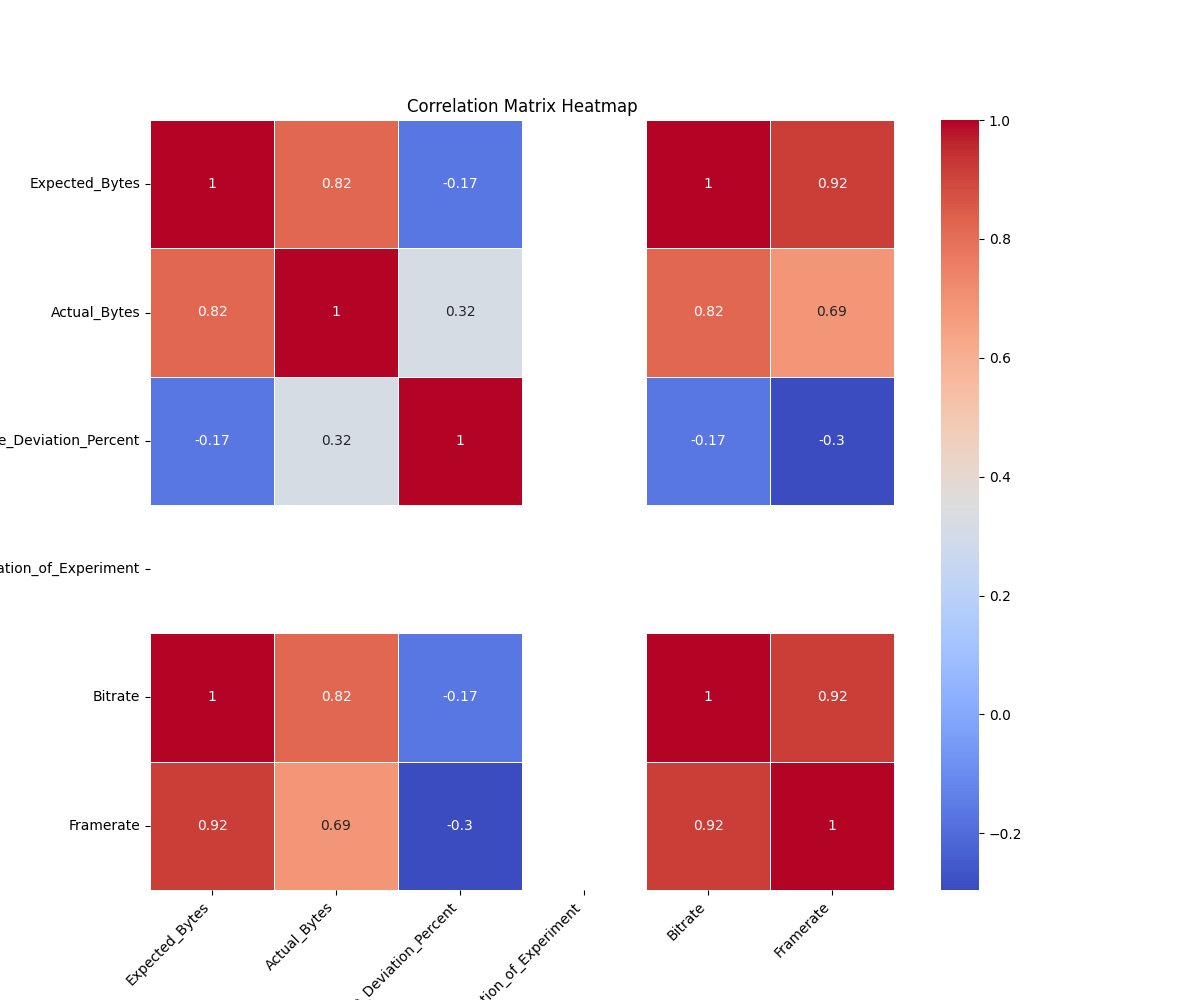 Correlation Matrix Heatmap
Expected_Bytes 1 0.82 -0.17 1 0.92
Actual_Bytes 0.82 1 0.32 0.82 0.69
e_Deviation_Percent -0.17 0.32 1 -0.17 -0.3
ation_of_Experiment
Bitrate 1 0.82 -0.17 1 0.92
Framerate 0.92 0.69 -0.3 0.92 1
Expected_Bytes
Actual_Bytes
_Deviation_Percent
tion_of_Experiment
Bitrate
Framerate
1.0
0.8
0.6
0.4
0.2
0.0
−0.2